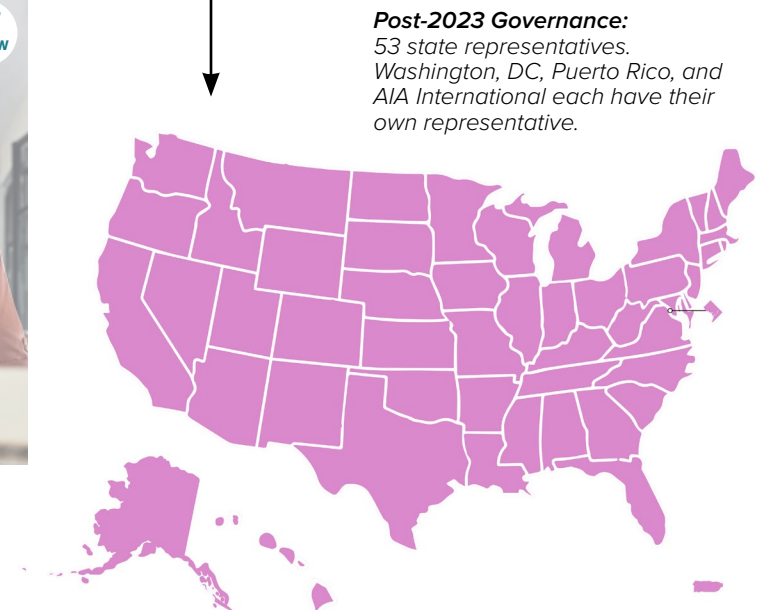 Post-2023 Governance:
53 state representatives.
Washington, DC, Puerto Rico, and
AIA International each have their
own representative.